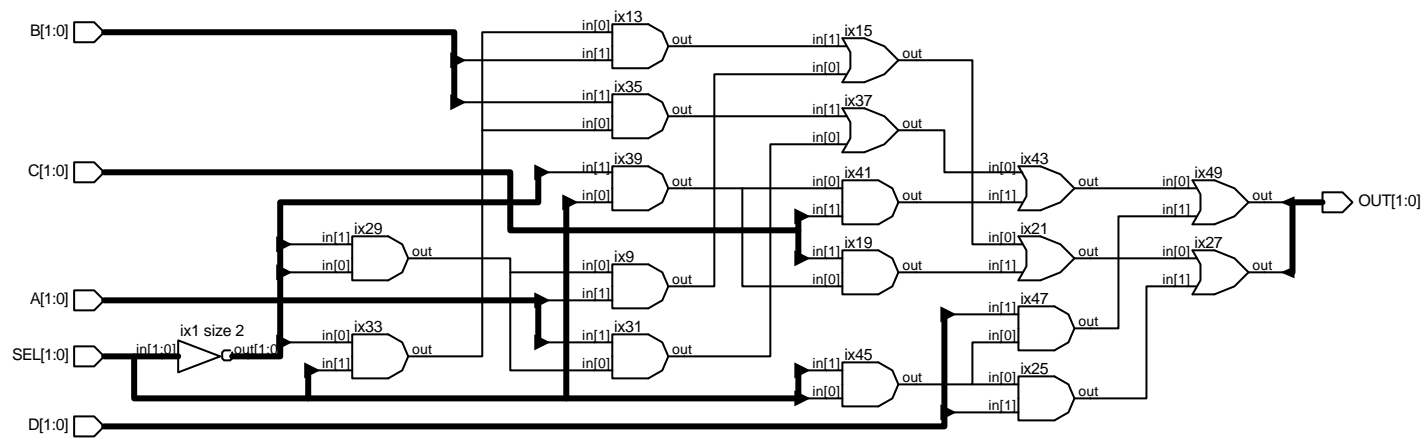 B[1:0]
C[1:0]
A[1:0]
SEL[1:0]
D[1:0]
ix1 size 2
in[1:0]
out[1:0]
ix29
in[1]
in[0]
out
ix33
in[0]
in[1]
out
ix13
in[0]
in[1]
out
ix35
in[1]
in[0]
out
ix39
in[1]
in[0]
out
ix9
in[0]
in[1]
out
ix31
in[1]
in[0]
out
ix15
in[1]
in[0]
out
ix37
in[1]
in[0]
out
ix41
in[0]
in[1]
out
ix19
in[1]
in[0]
out
ix45
in[1]
in[0]
out
ix43
in[0]
in[1]
out
ix21
in[0]
in[1]
out
ix47
in[1]
in[0]
out
ix25
in[0]
in[1]
out
ix49
in[0]
in[1]
out
ix27
in[0]
in[1]
out
OUT[1:0]